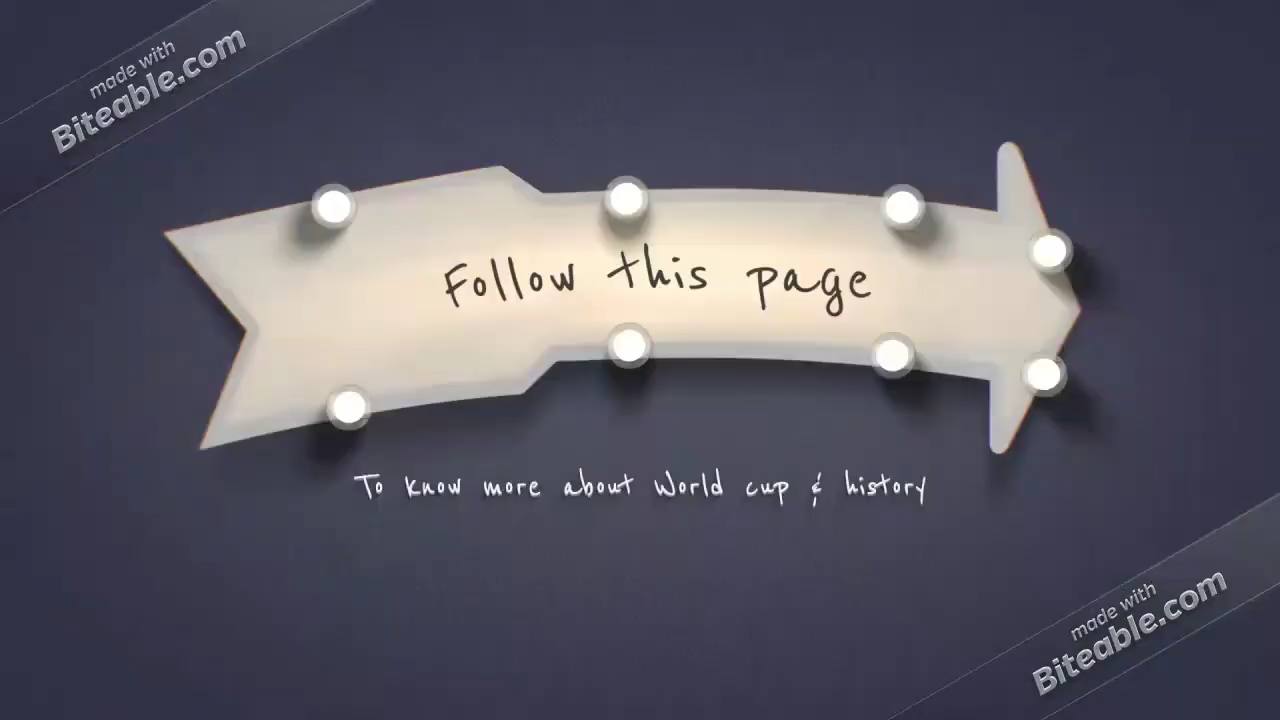 made with
Biteable.com
Follow this page
To know more about World cup & history
made with
Biteable.com